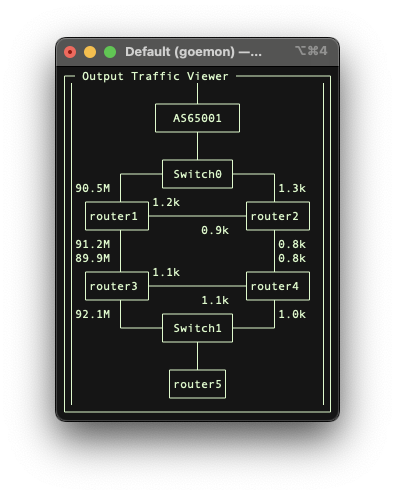 Default (goemon) —... ⌥⌘4
Output Traffic Viewer
AS65001
Switch0
90.5M 1.3k
1.2k
router1 router2
0.9k
91.2M 0.8k
89.9M 0.8k
1.1k
router3 router4
1.1k
92.1M 1.0k
Switch1
router5